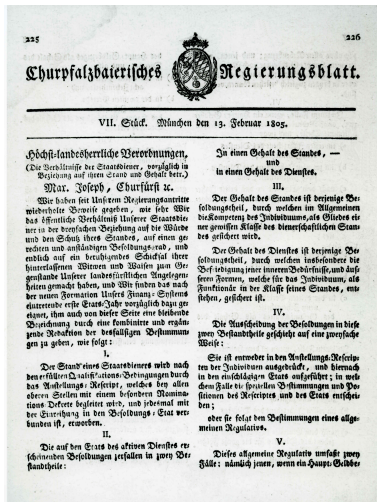 225
226
Churpfalzbaierisches Regierungsblatt.
VII. Stück. München den 13. Februar 1805.
Höchst-landesherrliche Verordnungen.
(Die Verhältnisse der Staatsdiener, vorzüglich in
Beziehung auf ihren Stand und Gehalt betr.)
Max. Joseph, Churfürst ꝛc.
Wir haben seit Unserm Regierungsantritte
wiederholte Beweise gegeben, wie sehr Wir
das öffentliche Verhältniß Unserer Staatsdie-
ner in der dreyfachen Beziehung auf die Würde
und den Schutz ihres Standes, auf einen ge-
rechten und anständigen Besoldungs-etat, und
endlich auf ein beruhigendes Schicksal ihrer
hinterlassenen Witwen und Waisen zum Ge-
genstande Unserer landesfürstlichen Angelegen-
heiten gemacht haben, und Wir finden das nach
der neuen Formation Unsers Finanz-Systems
eintretende erste Etats-Jahr vorzüglich dazu ge-
eignet, ihm auch von dieser Seite eine bleibende
Bezeichnung durch eine kombinirte und ergän-
zende Redaktion der desfallsigen Bestimmun-
gen zu geben, wie folgt:
I.
Der Stand eines Staatsdieners wird nach
den erfüllten Qualifikations-Bedingungen durch
das Anstellungs-Rescript, welches bey allen
oberen Stellen mit einem besondern Nomina-
tions-Dekrete begleitet wird, und jedesmal mit
der Einreihung in den Besoldungs-Etat ver-
bunden ist, erworben.
II.
Die auf den Etats des aktiven Dienstes er-
scheinenden Besoldungen zerfallen in zwey Be-
standtheile:
In einen Gehalt des Standes, —
und
in einen Gehalt des Dienstes.
III.
Der Gehalt des Standes ist derjenige Be-
soldungstheil, durch welchen im Allgemeinen
die Kompetenz des Individuums, als Gliedes ei-
ner gewissen Klasse des dienerschaftlichen Stan-
des gesichert wird.
Der Gehalt des Dienstes ist derjenige Be-
soldungstheil, durch welchen insbesondere die
Befriedigung jener inneren Bedürfnisse, und äuße-
ren Formen, welche für das Individuum, als
Funktionär in der Klasse seines Standes, ent-
stehen, gesichert ist.
IV.
Die Ausscheidung der Besoldungen in diese
zwey Bestandtheile geschieht auf eine zweyfache
Weise:
Sie ist entweder in den Anstellungs-Rescrip-
ten der Individuen ausgedrückt, und hiernach
in den einschlägigen Etats ausgeführt; in wel-
chem Falle die speziellen Bestimmungen und Po-
sitionen des Rescriptes und des Etats entschei-
den;
oder sie folgt den Bestimmungen eines allge-
meinen Regulativs.
V.
Dieses allgemeine Regulativ umfaßt zwey
Fälle: nämlich jenen, wenn ein Haupt-Geldbe-